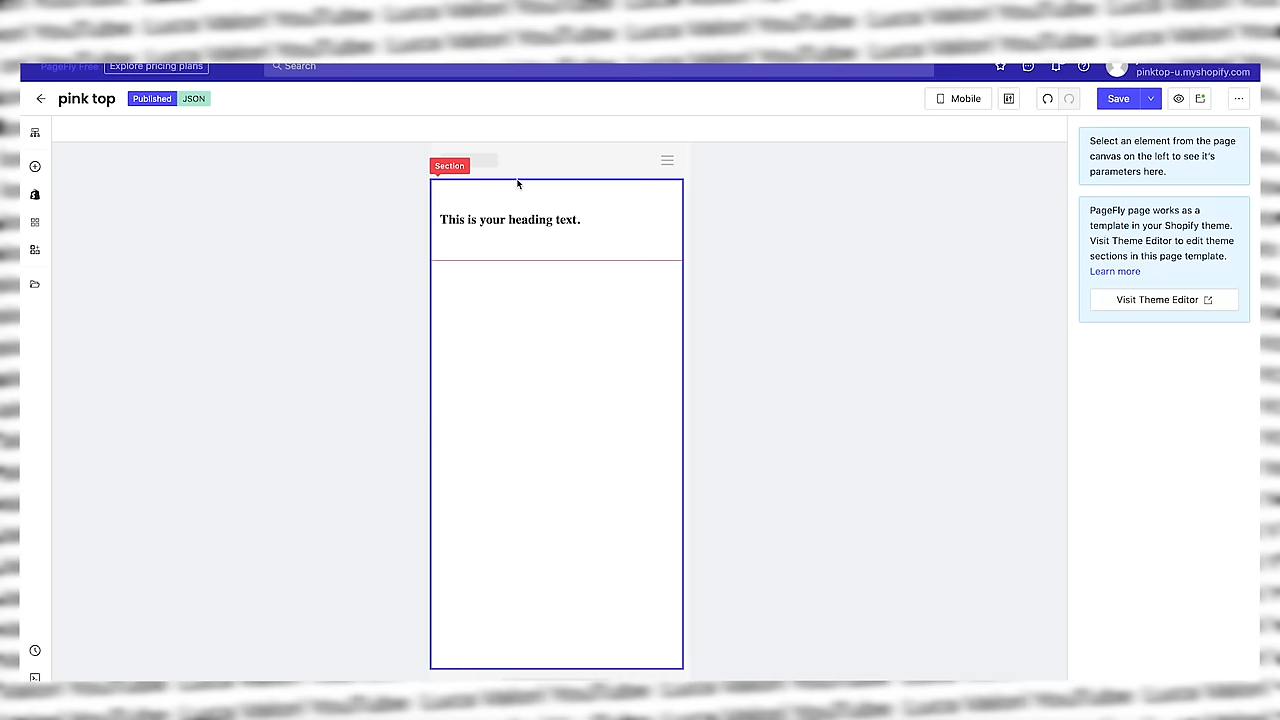 PageFly Free
Explore pricing plans
Search
pinktop-u.myshopify.com
pink top
Published
JSON
Mobile
Save
Section
This is your heading text.
Select an element from the page
canvas on the left to see it's
parameters here.
PageFly page works as a
template in your Shopify theme.
Visit Theme Editor to edit theme
sections in this page template.
Learn more
Visit Theme Editor